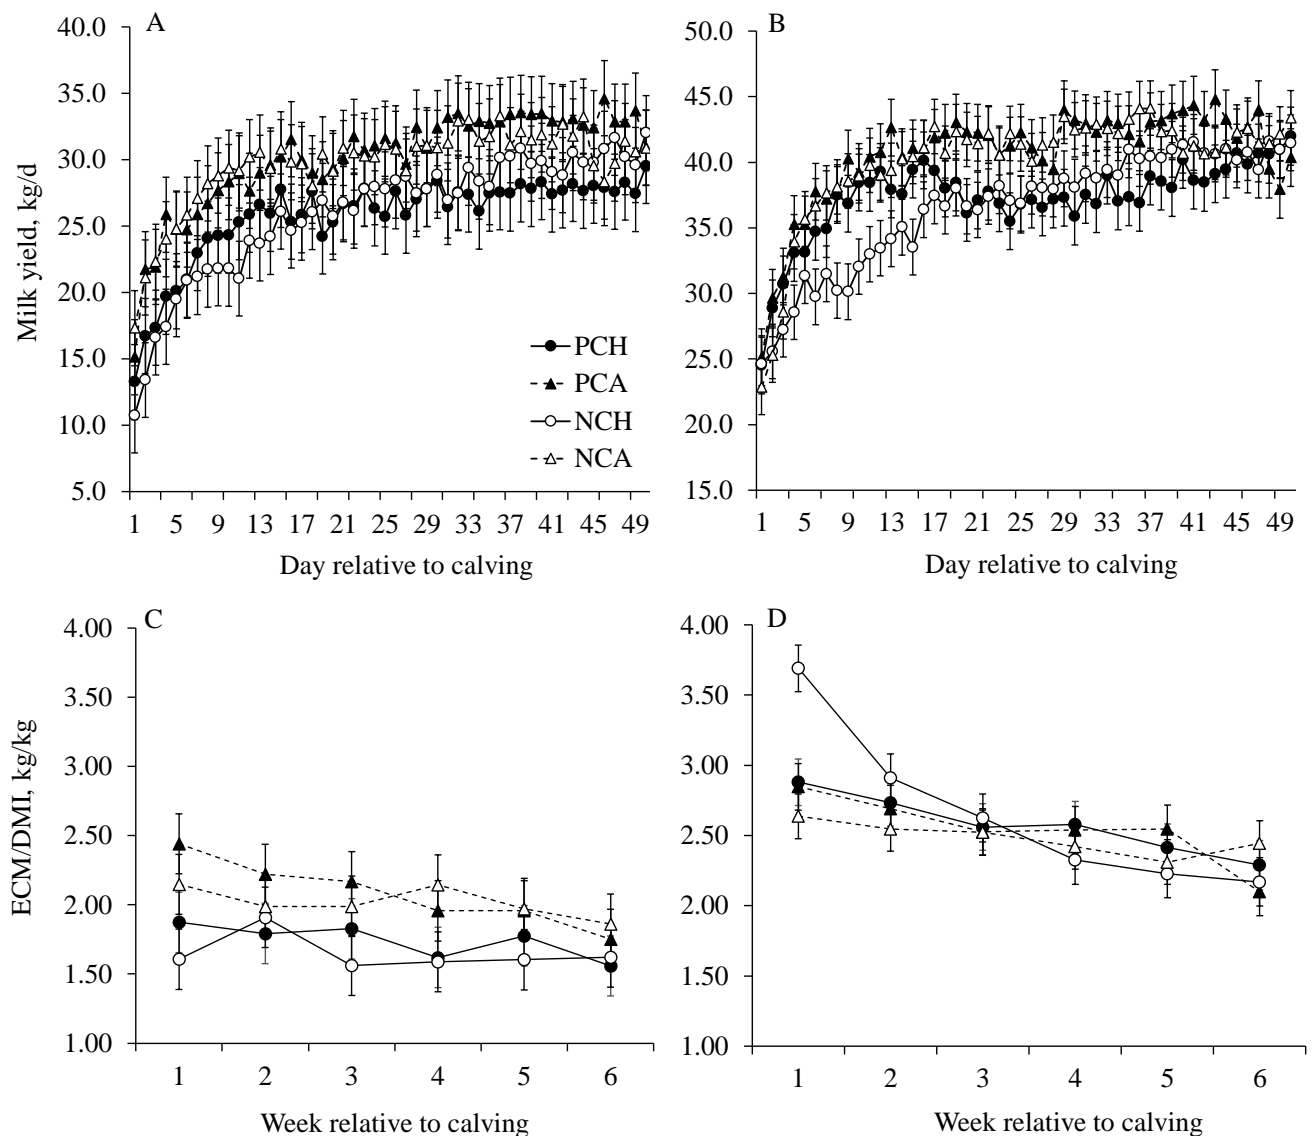 A
40.0
35.0
30.0
25.0
20.0
15.0
10.0
5.0
Milk yield, kg/d
1 5 9 13 17 21 25 29 33 37 41 45 49
Day relative to calving
PCH
PCA
NCH
NCA
B
50.0
45.0
40.0
35.0
30.0
25.0
20.0
15.0
1 5 9 13 17 21 25 29 33 37 41 45 49
Day relative to calving
C
4.00
3.50
3.00
2.50
2.00
1.50
1.00
ECM/DMI, kg/kg
1 2 3 4 5 6
Week relative to calving
D
4.00
3.50
3.00
2.50
2.00
1.50
1.00
1 2 3 4 5 6
Week relative to calving